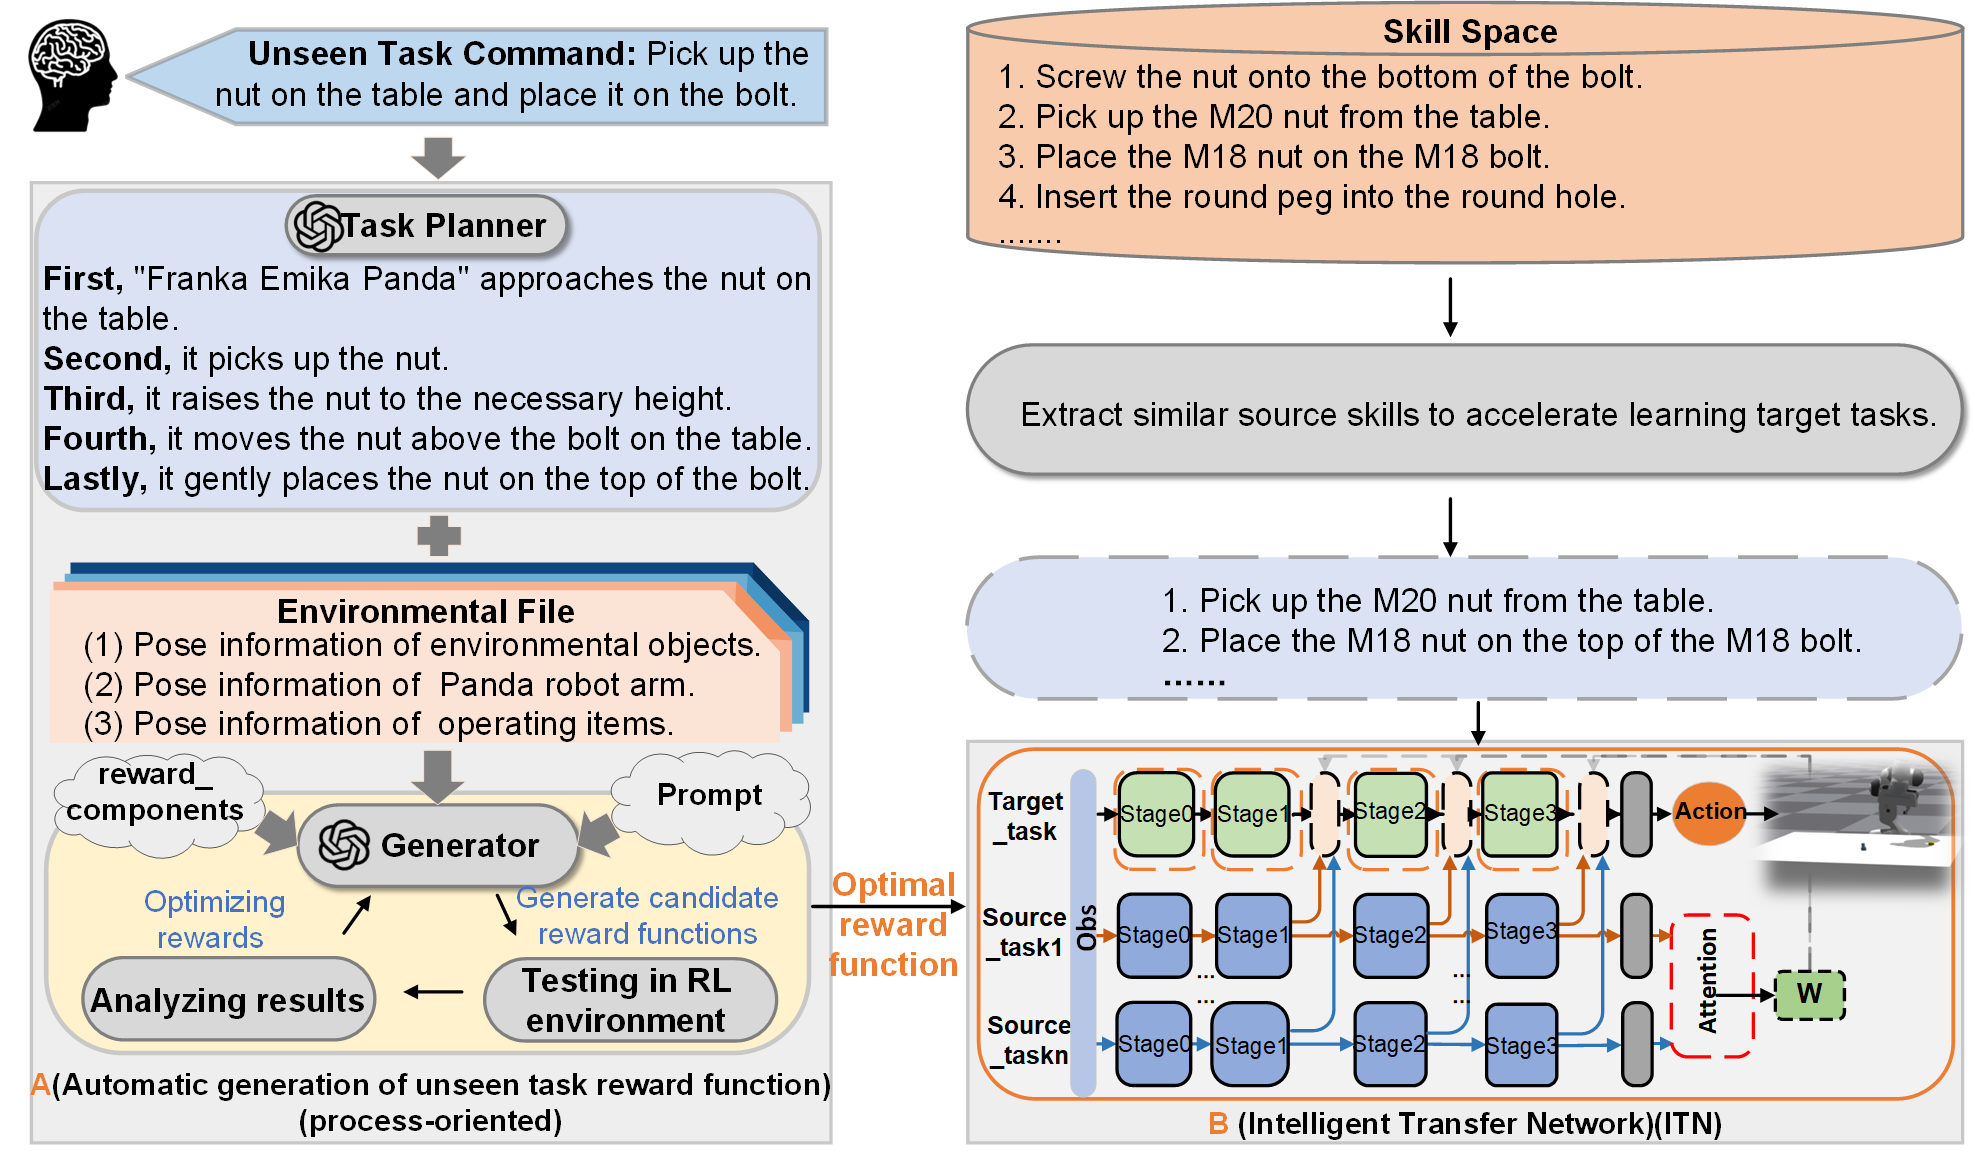 Unseen Task Command: Pick up the
nut on the table and place it on the bolt.
Task Planner
First, "Franka Emika Panda" approaches the nut on
the table.
Second, it picks up the nut.
Third, it raises the nut to the necessary height.
Fourth, it moves the nut above the bolt on the table.
Lastly, it gently places the nut on the top of the bolt.
Environmental File
(1) Pose information of environmental objects.
(2) Pose information of Panda robot arm.
(3) Pose information of operating items.
reward_
components
Prompt
Generator
Optimizing
rewards
Generate candidate
reward functions
Analyzing results
Testing in RL
environment
A(Automatic generation of unseen task reward function)
(process-oriented)
Optimal
reward
function
Skill Space
1. Screw the nut onto the bottom of the bolt.
2. Pick up the M20 nut from the table.
3. Place the M18 nut on the M18 bolt.
4. Insert the round peg into the round hole.
.......
Extract similar source skills to accelerate learning target tasks.
1. Pick up the M20 nut from the table.
2. Place the M18 nut on the top of the M18 bolt.
......
Target
_task
Stage0
Stage1
Stage2
Stage3
Action
Obs
Source
_task1
Stage0
Stage1
Stage2
Stage3
...
...
...
...
Attention
W
Source
_taskn
Stage0
Stage1
Stage2
Stage3
B (Intelligent Transfer Network)(ITN)